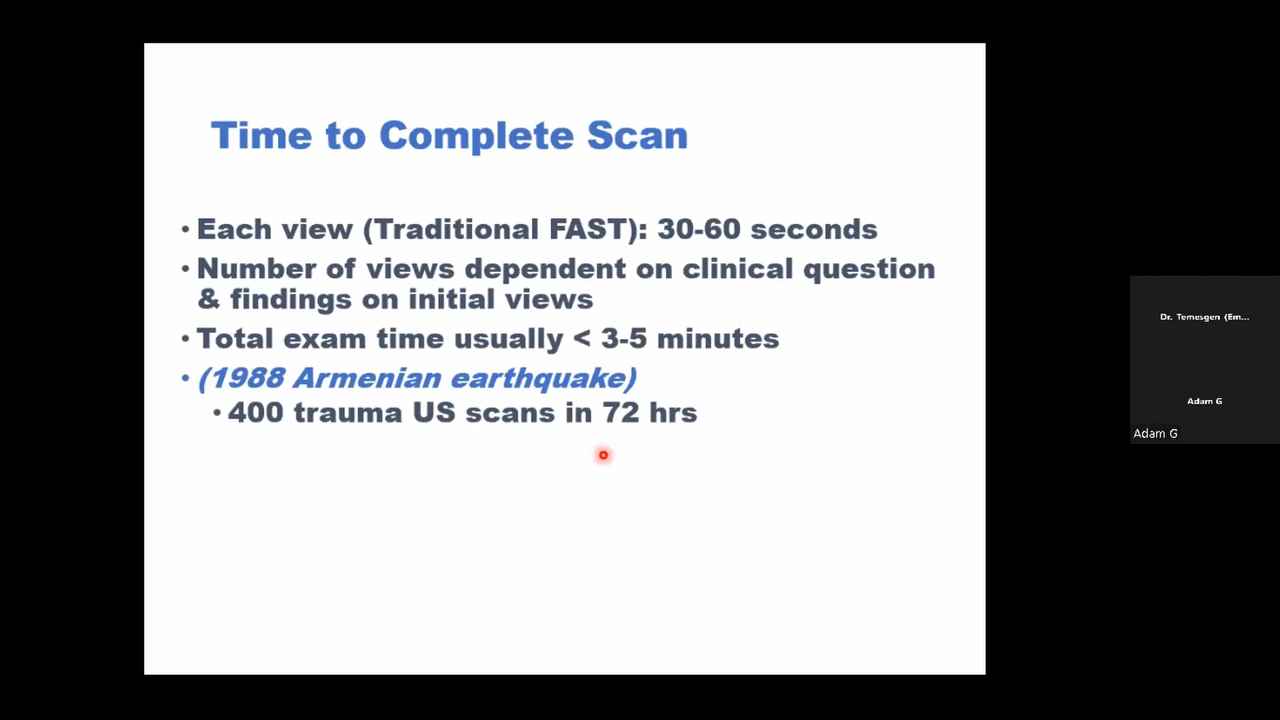 Time to Complete Scan
• Each view (Traditional FAST): 30-60 seconds
• Number of views dependent on clinical question
& findings on initial views
• Total exam time usually < 3-5 minutes
• (1988 Armenian earthquake)
• 400 trauma US scans in 72 hrs
Dr. Temesgen (Em...
Adam G
Adam G